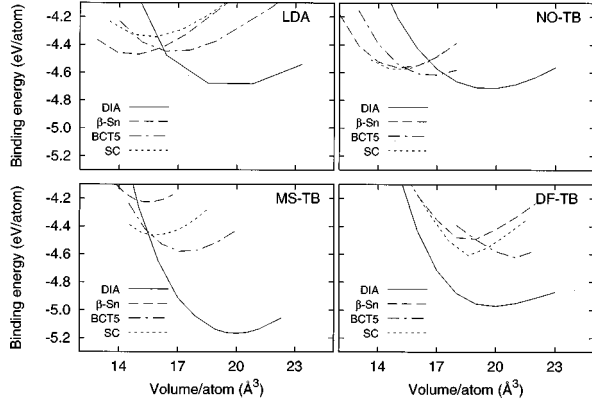 LDA
NO-TB
Binding energy (eV/atom)
-4.2
-4.4
-4.6
-4.8
-5.0
-5.2
DIA
β-Sn
BCT5
SC
DIA
β-Sn
BCT5
SC
MS-TB
DF-TB
Binding energy (eV/atom)
-4.2
-4.4
-4.6
-4.8
-5.0
-5.2
DIA
β-Sn
BCT5
SC
DIA
β-Sn
BCT5
SC
14 17 20 23
14 17 20 23
Volume/atom (Å³)
Volume/atom (Å³)